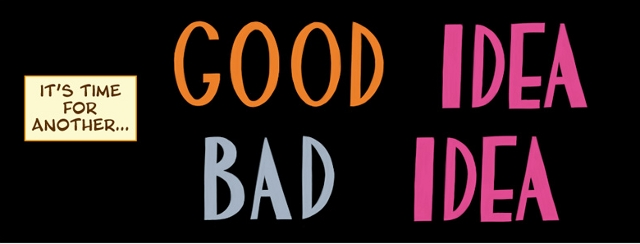 IT'S TIME
FOR
ANOTHER...
GOOD IDEA
BAD IDEA